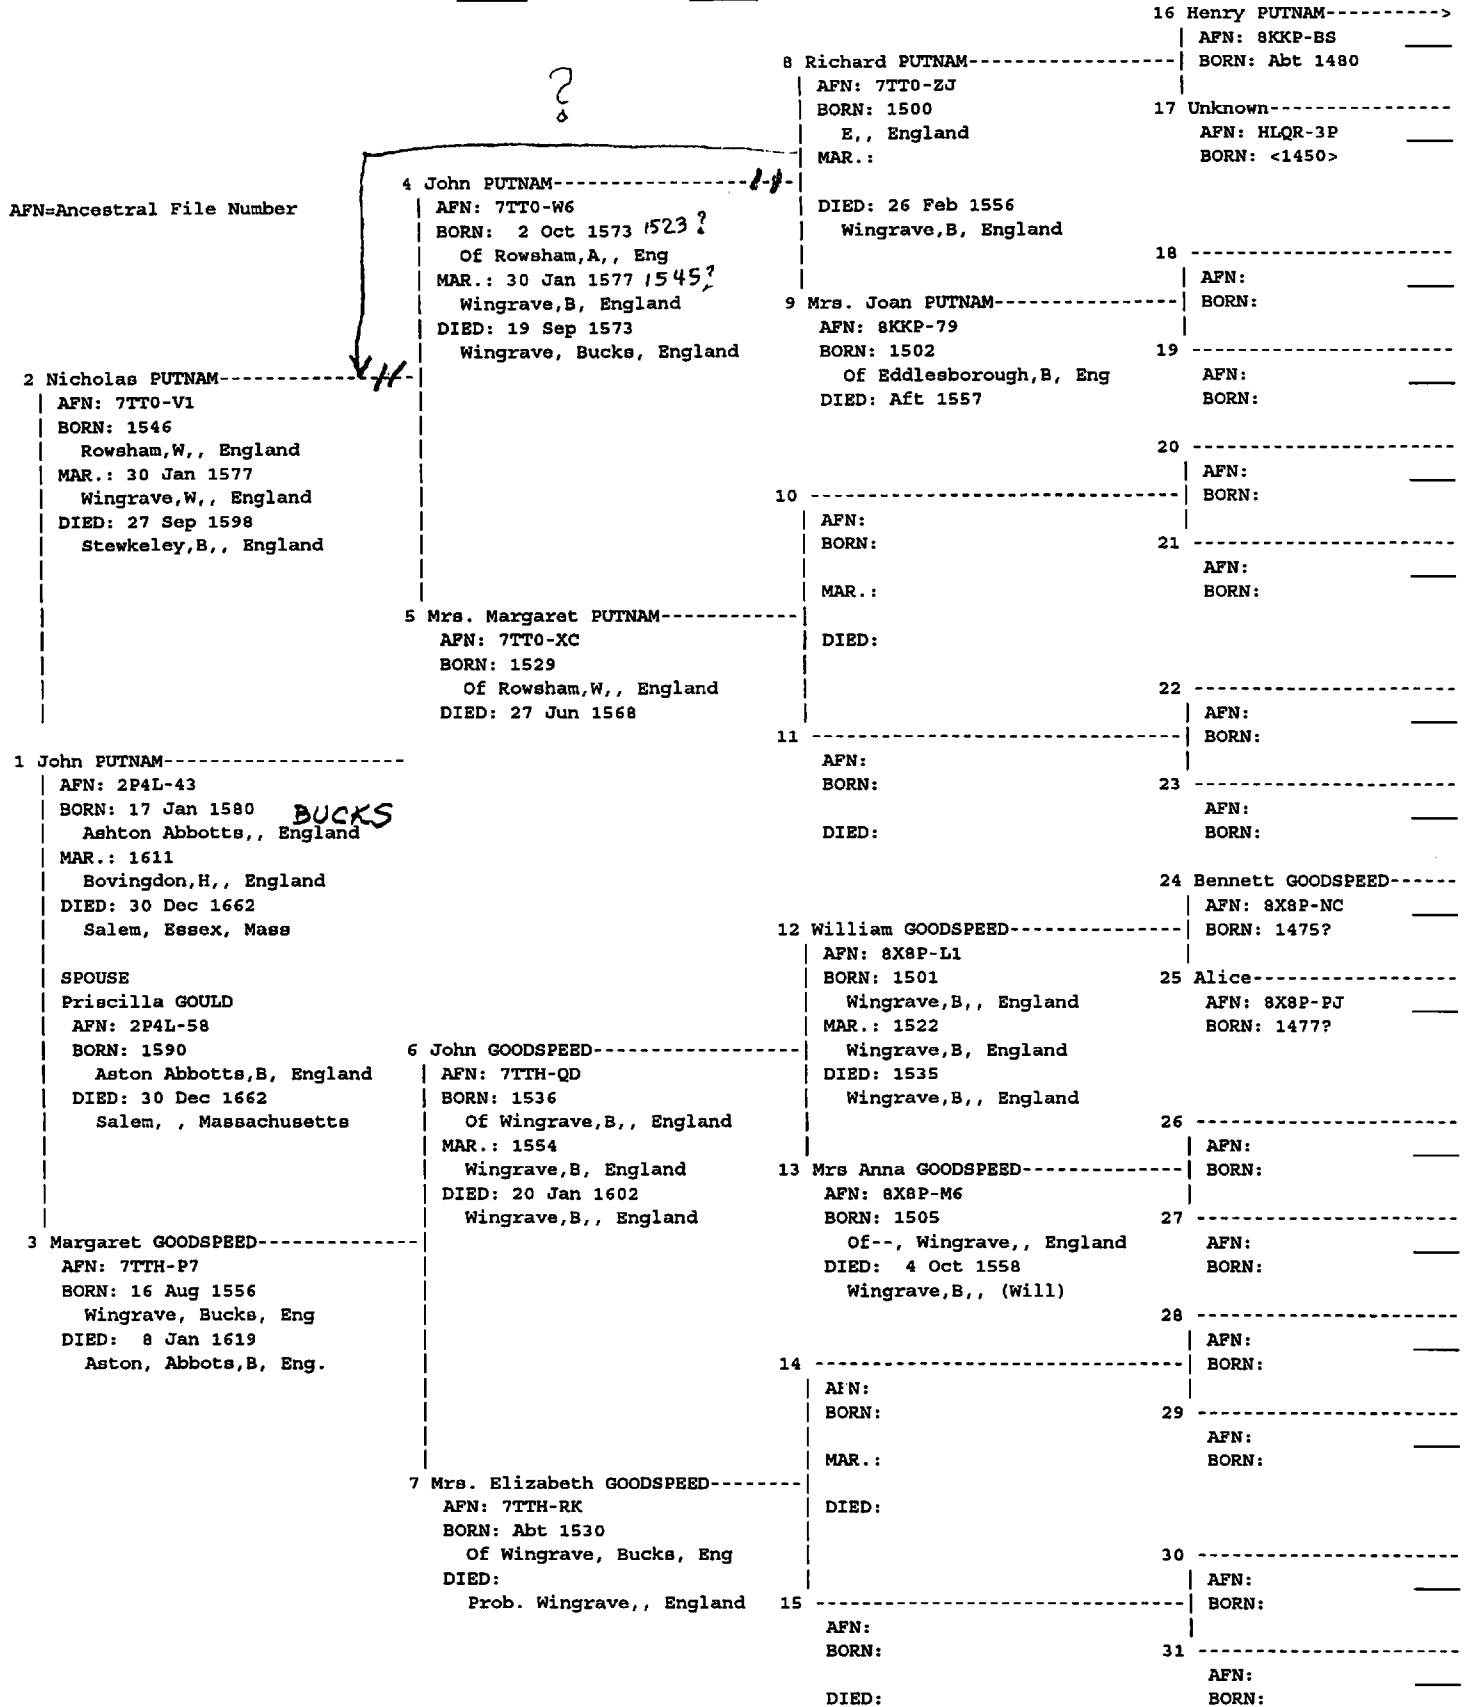 16 Henry PUTNAM---------->
AFN: 8KKP-BS
BORN: Abt 1480
8 Richard PUTNAM-----------------
AFN: 7TT0-ZJ
BORN: 1500
E,, England
MAR.:
DIED: 26 Feb 1556
Wingrave,B, England
17 Unknown---------------
AFN: HLQR-3P
BORN: <1450>
?
AFN=Ancestral File Number
4 John PUTNAM--------------------
AFN: 7TT0-W6
BORN: 2 Oct 1573 1523?
Of Rowsham,A,, Eng
MAR.: 30 Jan 1577 1545?
Wingrave,B, England
DIED: 19 Sep 1573
Wingrave, Bucks, England
18 ----------------------
AFN:
BORN:
9 Mrs. Joan PUTNAM---------------
AFN: 8KKP-79
BORN: 1502
Of Eddlesborough,B, Eng
DIED: Aft 1557
19 ----------------------
AFN:
BORN:
2 Nicholas PUTNAM----------------
AFN: 7TT0-V1
BORN: 1546
Rowsham,W,, England
MAR.: 30 Jan 1577
Wingrave,W,, England
DIED: 27 Sep 1598
Stewkeley,B,, England
20 ----------------------
AFN:
BORN:
10 -------------------------------
AFN:
BORN:
MAR.:
DIED:
21 ----------------------
AFN:
BORN:
5 Mrs. Margaret PUTNAM-----------
AFN: 7TT0-XC
BORN: 1529
Of Rowsham,W,, England
DIED: 27 Jun 1568
22 ----------------------
AFN:
BORN:
11 -------------------------------
AFN:
BORN:
DIED:
23 ----------------------
AFN:
BORN:
1 John PUTNAM--------------------
AFN: 2P4L-43
BORN: 17 Jan 1580 BUCKS
Ashton Abbotts,, England
MAR.: 1611
Bovingdon,H,, England
DIED: 30 Dec 1662
Salem, Essex, Mass
SPOUSE
Priscilla GOULD
AFN: 2P4L-58
BORN: 1590
Aston Abbotts,B, England
DIED: 30 Dec 1662
Salem, , Massachusetts
24 Bennett GOODSPEED------
AFN: 8X8P-NC
BORN: 1475?
12 William GOODSPEED--------------
AFN: 8X8P-L1
BORN: 1501
Wingrave,B,, England
MAR.: 1522
Wingrave,B, England
DIED: 1535
Wingrave,B,, England
25 Alice-----------------
AFN: 8X8P-PJ
BORN: 1477?
6 John GOODSPEED-----------------
AFN: 7TTH-QD
BORN: 1536
Of Wingrave,B,, England
MAR.: 1554
Wingrave,B, England
DIED: 20 Jan 1602
Wingrave,B,, England
26 ----------------------
AFN:
BORN:
13 Mrs Anna GOODSPEED-------------
AFN: 8X8P-M6
BORN: 1505
Of--, Wingrave,, England
DIED: 4 Oct 1558
Wingrave,B,, (Will)
27 ----------------------
AFN:
BORN:
3 Margaret GOODSPEED-------------
AFN: 7TTH-P7
BORN: 16 Aug 1556
Wingrave, Bucks, Eng
DIED: 8 Jan 1619
Aston, Abbots,B, Eng.
28 ----------------------
AFN:
BORN:
14 -------------------------------
AFN:
BORN:
MAR.:
DIED:
29 ----------------------
AFN:
BORN:
7 Mrs. Elizabeth GOODSPEED--------
AFN: 7TTH-RK
BORN: Abt 1530
Of Wingrave, Bucks, Eng
DIED:
Prob. Wingrave,, England
30 ----------------------
AFN:
BORN:
15 -------------------------------
AFN:
BORN:
DIED:
31 ----------------------
AFN:
BORN: